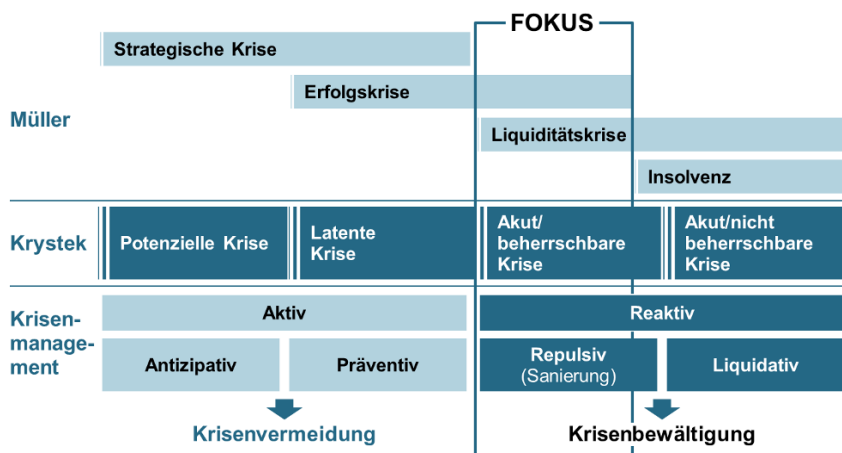 FOKUS
Strategische Krise
Erfolgskrise
Müller
Liquiditätskrise
Insolvenz
Krystek
Potenzielle Krise
Latente
Krise
Akut/
beherrschbare
Krise
Akut/nicht
beherrschbare
Krise
Krisen-
manage-
ment
Aktiv
Reaktiv
Antizipativ
Präventiv
Repulsiv
(Sanierung)
Liquidativ
Krisenvermeidung
Krisenbewältigung